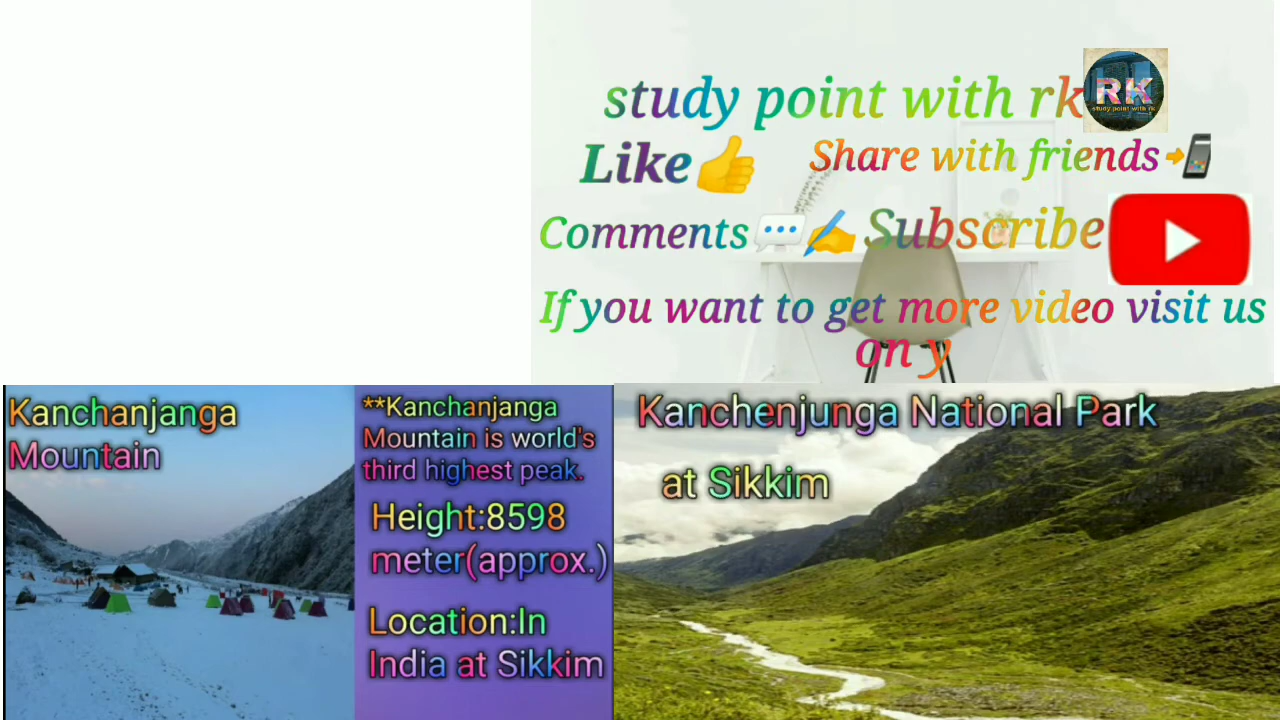 study point with rk
RK
study point with rk
Like👍
Share with friends
Comments💬✍
Subscribe
If you want to get more video visit us
on y
Kanchanjanga
Mountain
**Kanchanjanga
Mountain is world's
third highest peak.
Height:8598
meter(approx.)
Location:In
India at Sikkim
Kanchenjunga National Park
at Sikkim